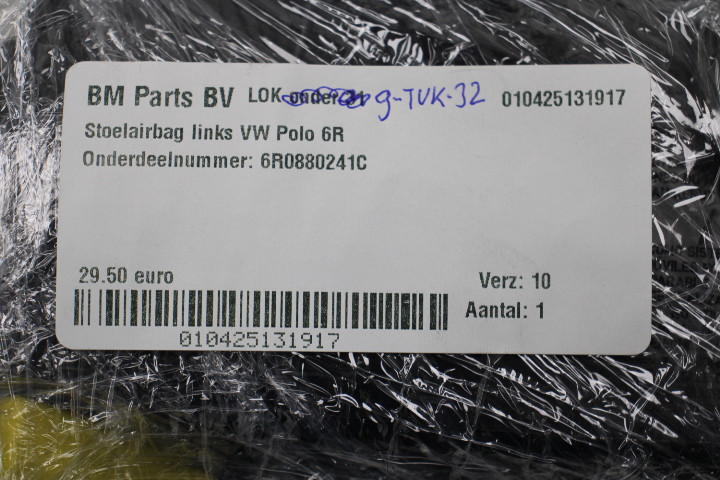 BM Parts BV LOK g-TVK-32 010425131917
Stoelairbag links VW Polo 6R
Onderdeelnummer: 6R0880241C
29.50 euro Verz: 10
Aantal: 1
010425131917